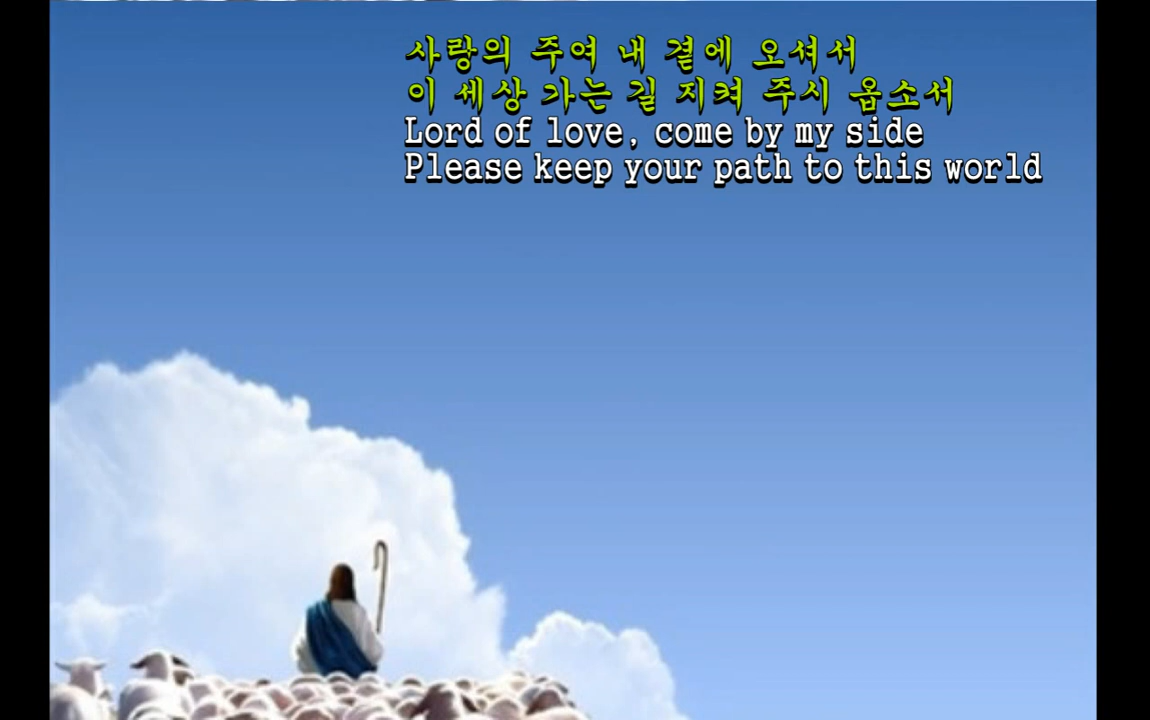 사랑의 주여 내 곁에 오셔서
이 세상 가는 길 지켜 주시 옵소서
Lord of love, come by my side
Please keep your path to this world